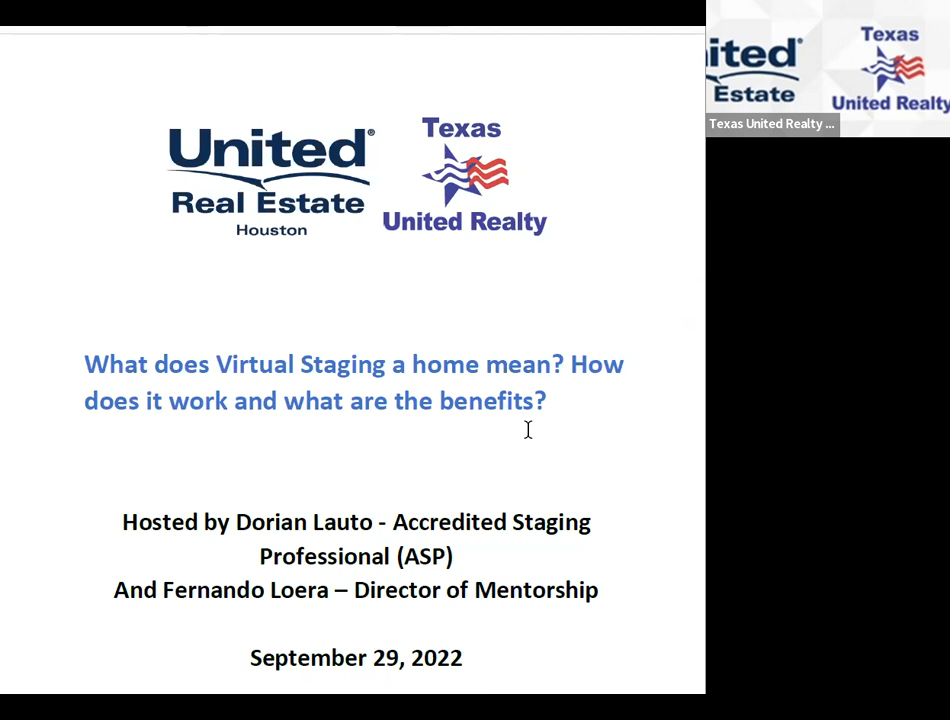 United®
Real Estate
Houston
Texas
United Realty
ited®
Estate
Texas
United Realty
Texas United Realty ...
What does Virtual Staging a home mean? How
does it work and what are the benefits?
Hosted by Dorian Lauto - Accredited Staging
Professional (ASP)
And Fernando Loera – Director of Mentorship
September 29, 2022